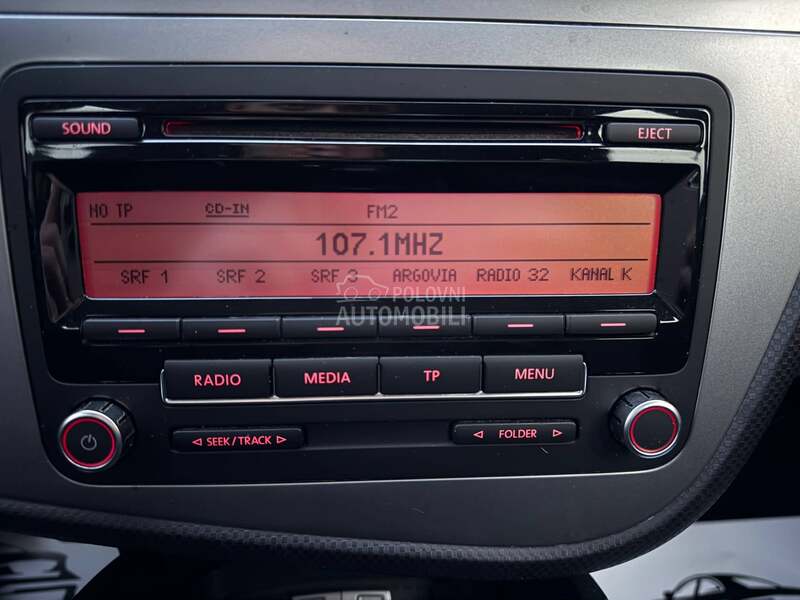 SOUND
EJECT
NO TP CD-IN FM2
107.1MHZ
SRF 1 SRF 2 SRF 3 ARGOVIA RADIO 32 KANAL K
POLOVNI
AUTOMOBILI
RADIO MEDIA TP MENU
SEEK/TRACK FOLDER